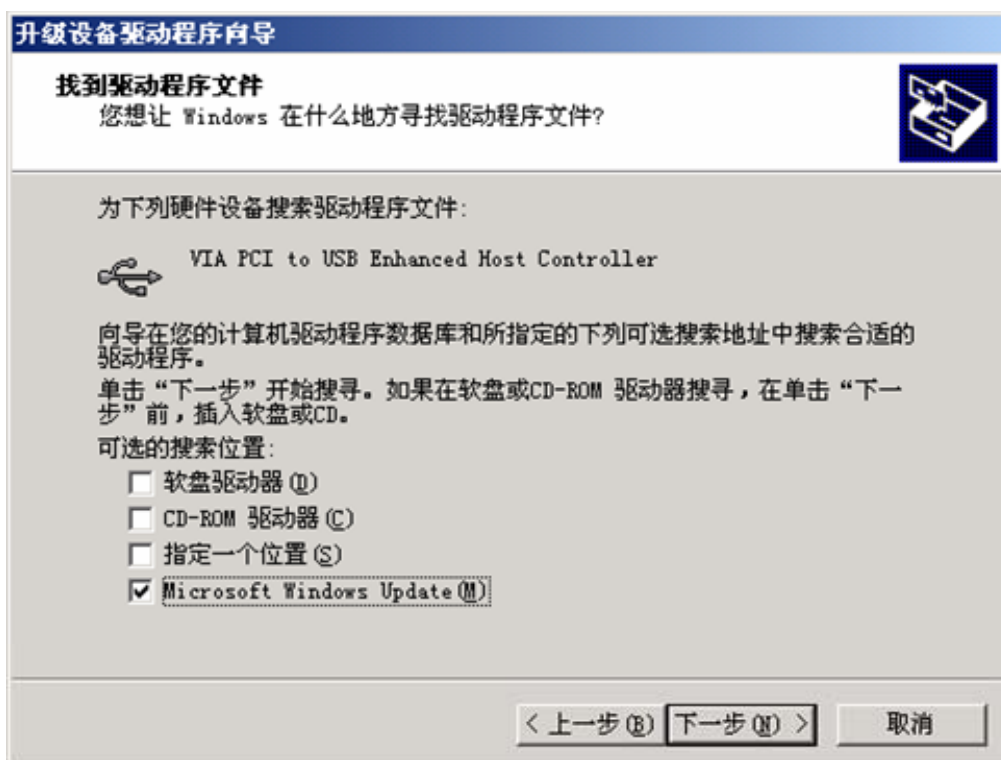 升级设备驱动程序向导
找到驱动程序文件
您想让 Windows 在什么地方寻找驱动程序文件?
为下列硬件设备搜索驱动程序文件:
VIA PCI to USB Enhanced Host Controller
向导在您的计算机驱动程序数据库和所指定的下列可选搜索地址中搜索合适的
驱动程序。
单击“下一步”开始搜寻。如果在软盘或CD-ROM 驱动器搜寻，在单击“下一
步”前，插入软盘或CD。
可选的搜索位置:
软盘驱动器(D)
CD-ROM 驱动器(C)
指定一个位置(S)
Microsoft Windows Update(M)
< 上一步(B) 下一步(N) > 取消